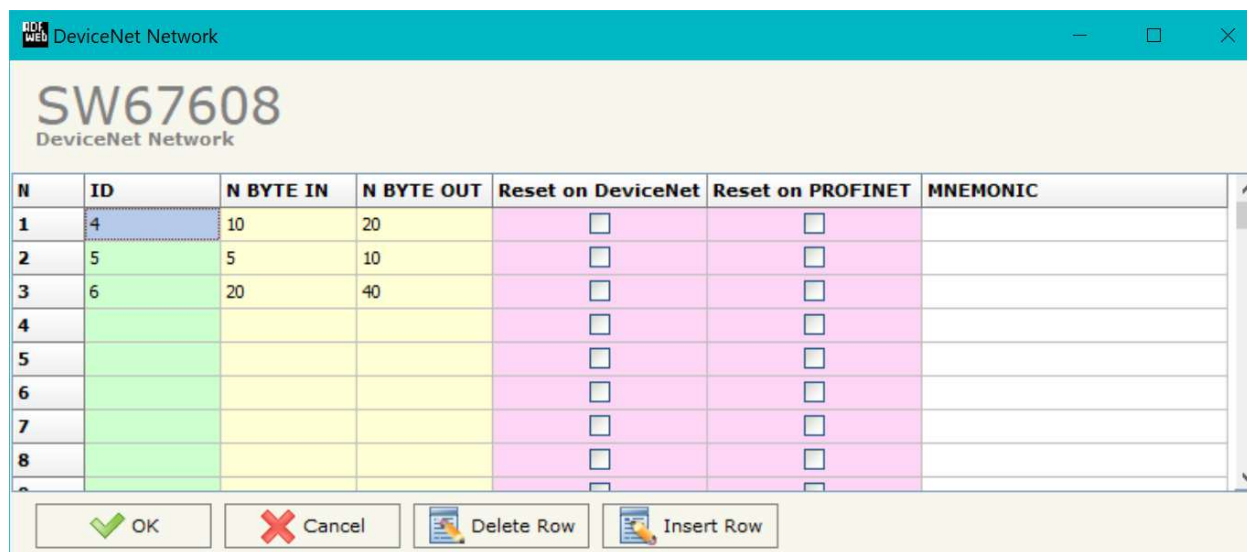 ADF WEB DeviceNet Network
SW67608
DeviceNet Network
N ID N BYTE IN N BYTE OUT Reset on DeviceNet Reset on PROFINET MNEMONIC
1 4 10 20
2 5 5 10
3 6 20 40
4
5
6
7
8
OK Cancel Delete Row Insert Row